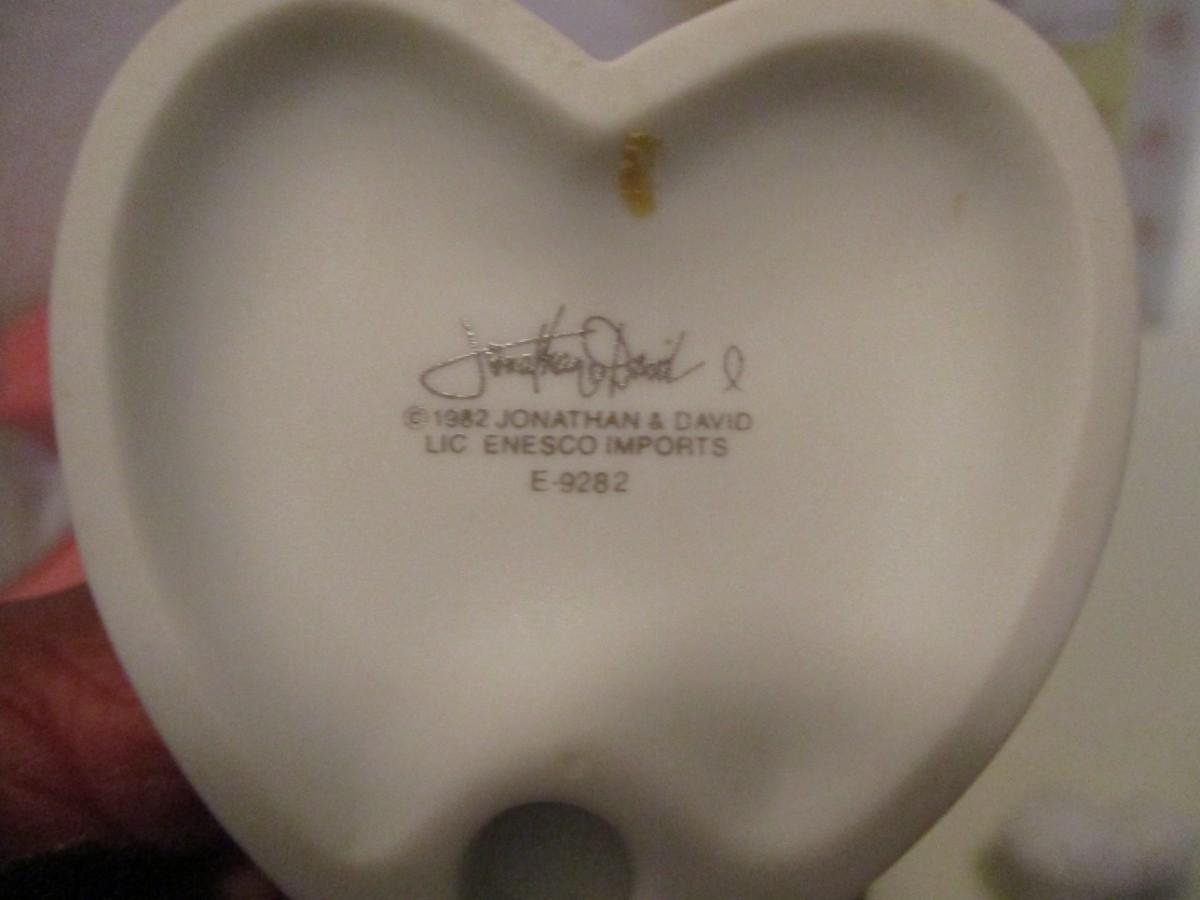 Jonathan & David
© 1982 JONATHAN & DAVID
LIC ENESCO IMPORTS
E-9282